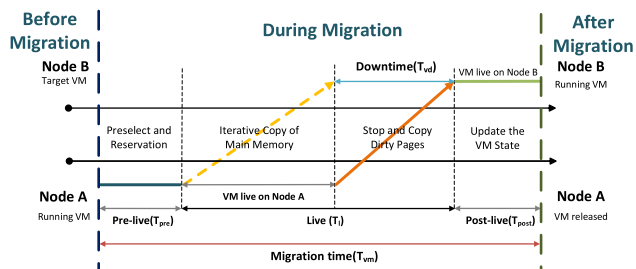 Before
Migration
During Migration
After
Migration
Node B
Target VM
Downtime(Tvd)
VM live on Node B
Node B
Running VM
Preselect and
Reservation
Iterative Copy of
Main Memory
Stop and Copy
Dirty Pages
Update the
VM State
Node A
Running VM
VM live on Node A
Node A
VM released
Pre-live(Tpre)
Live (Tl)
Post-live(Tpost)
Migration time(Tvm)